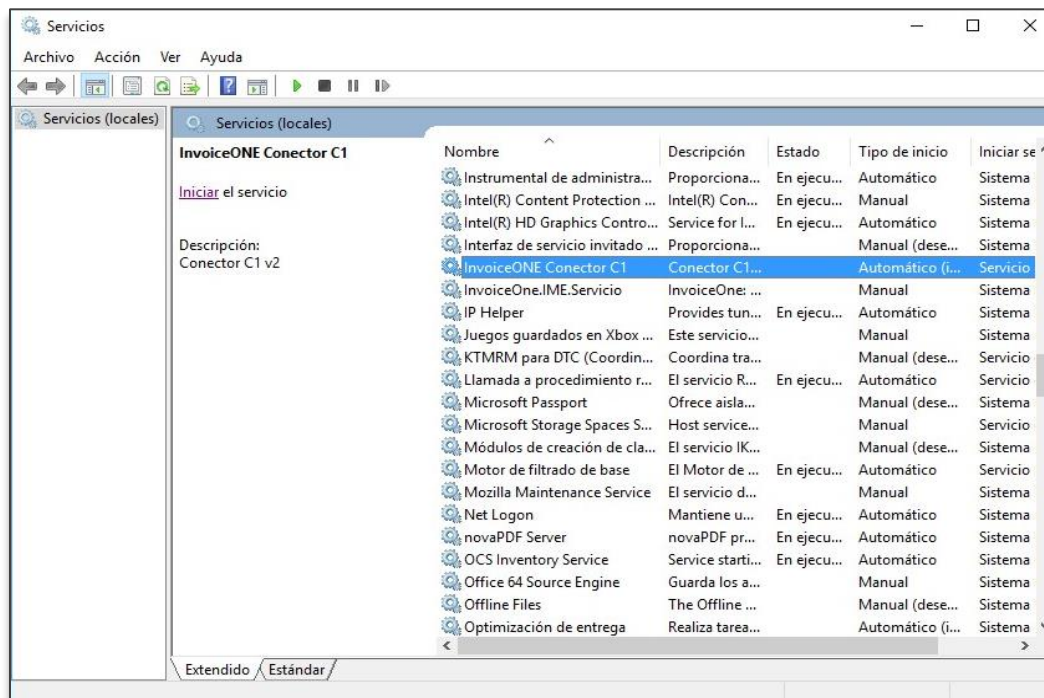 Servicios
Archivo Acción Ver Ayuda
Servicios (locales)
Servicios (locales)
InvoiceONE Conector C1
Iniciar el servicio
Descripción:
Conector C1 v2
Nombre Descripción Estado Tipo de inicio Iniciar se
Instrumental de administra... Proporciona... En ejecu... Automático Sistema
Intel(R) Content Protection ... Intel(R) Con... En ejecu... Manual Sistema
Intel(R) HD Graphics Contro... Service for I... En ejecu... Automático Sistema
Interfaz de servicio invitado ... Proporciona... Manual (dese... Sistema
InvoiceONE Conector C1 Conector C1... Automático (i... Servicio
InvoiceOne.IME.Servicio InvoiceOne: ... Manual Sistema
IP Helper Provides tun... En ejecu... Automático Sistema
Juegos guardados en Xbox ... Este servicio... Manual Sistema
KTMRM para DTC (Coordin... Coordina tra... Manual (dese... Servicio
Llamada a procedimiento r... El servicio R... En ejecu... Automático Servicio
Microsoft Passport Ofrece aisla... Manual (dese... Sistema
Microsoft Storage Spaces S... Host service... Manual Servicio
Módulos de creación de cla... El servicio IK... Manual (dese... Sistema
Motor de filtrado de base El Motor de ... En ejecu... Automático Servicio
Mozilla Maintenance Service El servicio d... Manual Sistema
Net Logon Mantiene u... En ejecu... Automático Sistema
novaPDF Server novaPDF pr... En ejecu... Automático Sistema
OCS Inventory Service Service starti... En ejecu... Automático Sistema
Office 64 Source Engine Guarda los a... Manual Sistema
Offline Files The Offline ... Manual (dese... Sistema
Optimización de entrega Realiza tarea... Automático (i... Sistema
Extendido Estándar